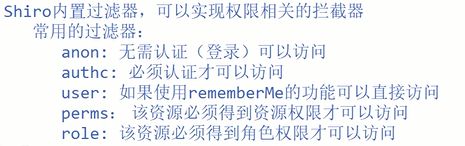 Shiro内置过滤器，可以实现权限相关的拦截器
常用的过滤器：
anon: 无需认证（登录）可以访问
authc: 必须认证才可以访问
user: 如果使用rememberMe的功能可以直接访问
perms: 该资源必须得到资源权限才可以访问
role: 该资源必须得到角色权限才可以访问